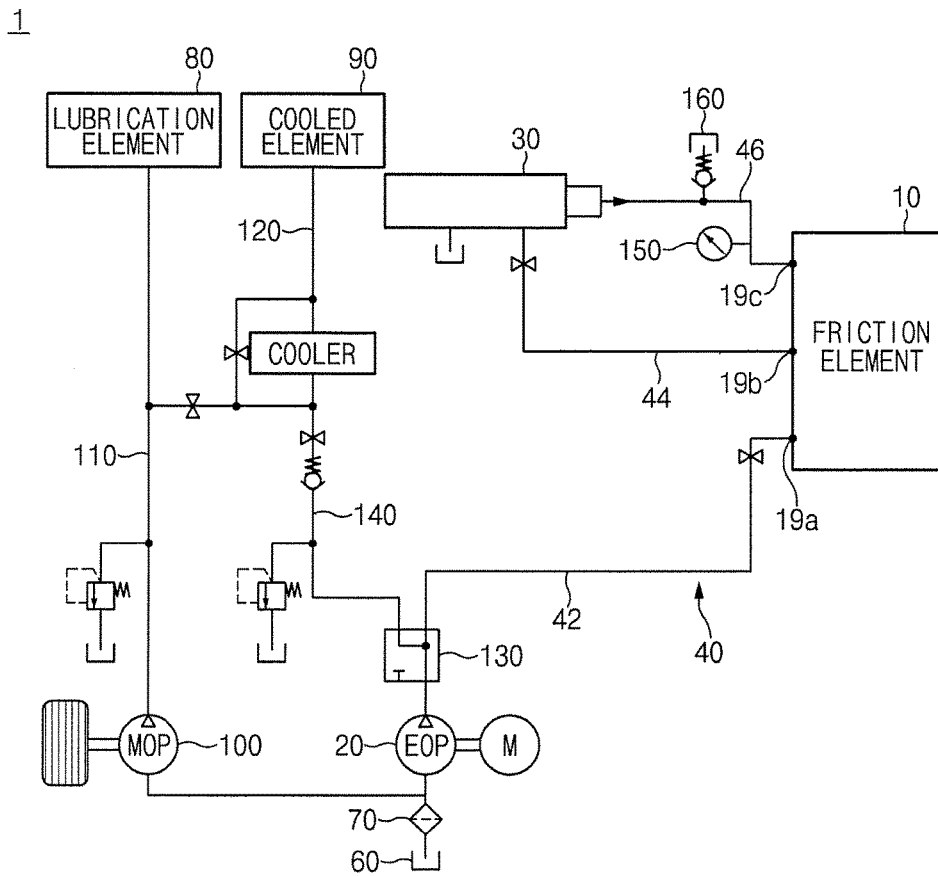 1
80
90
LUBRICATION
ELEMENT
COOLED
ELEMENT
160
30
46
10
120
150
19c
COOLER
FRICTION
ELEMENT
19b
44
110
19a
140
42
40
130
MOP
100
20
EOP
M
70
60